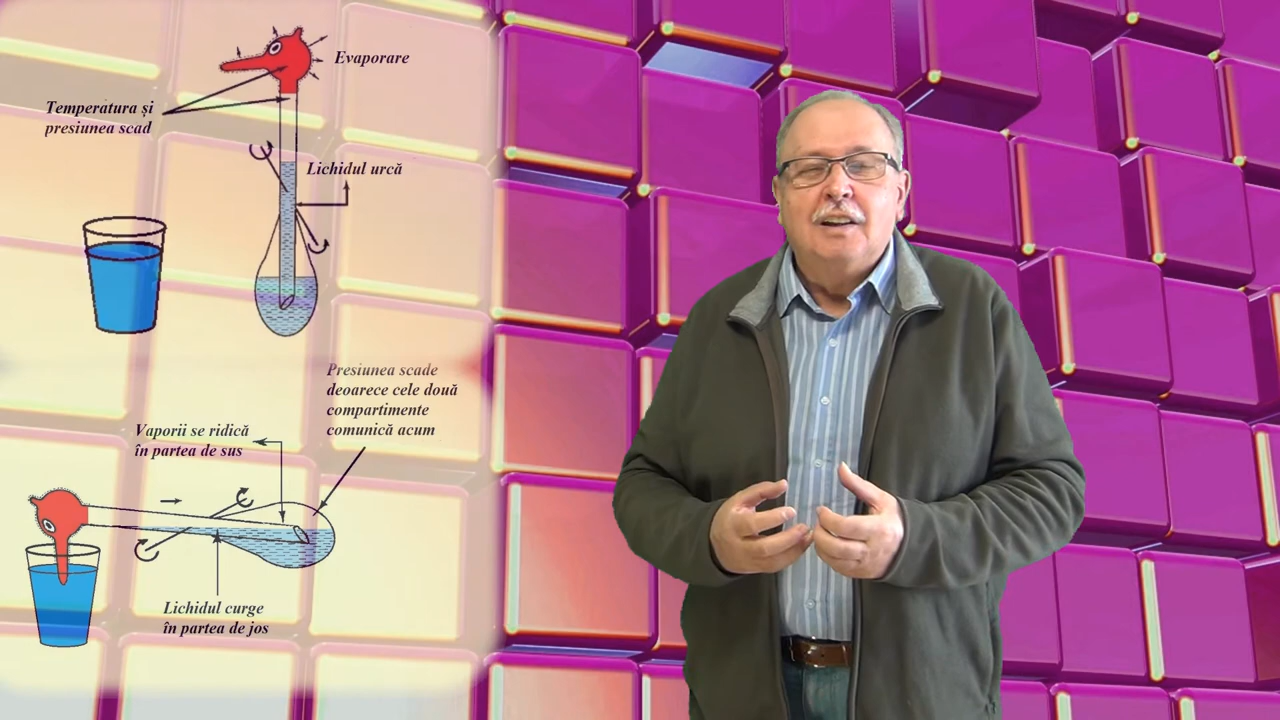 Evaporare
Temperatura și
presiunea scad
Lichidul urcă
Presiunea scade
deoarece cele două
compartimente
comunică acum
Vaporii se ridică
în partea de sus
Lichidul curge
în partea de jos